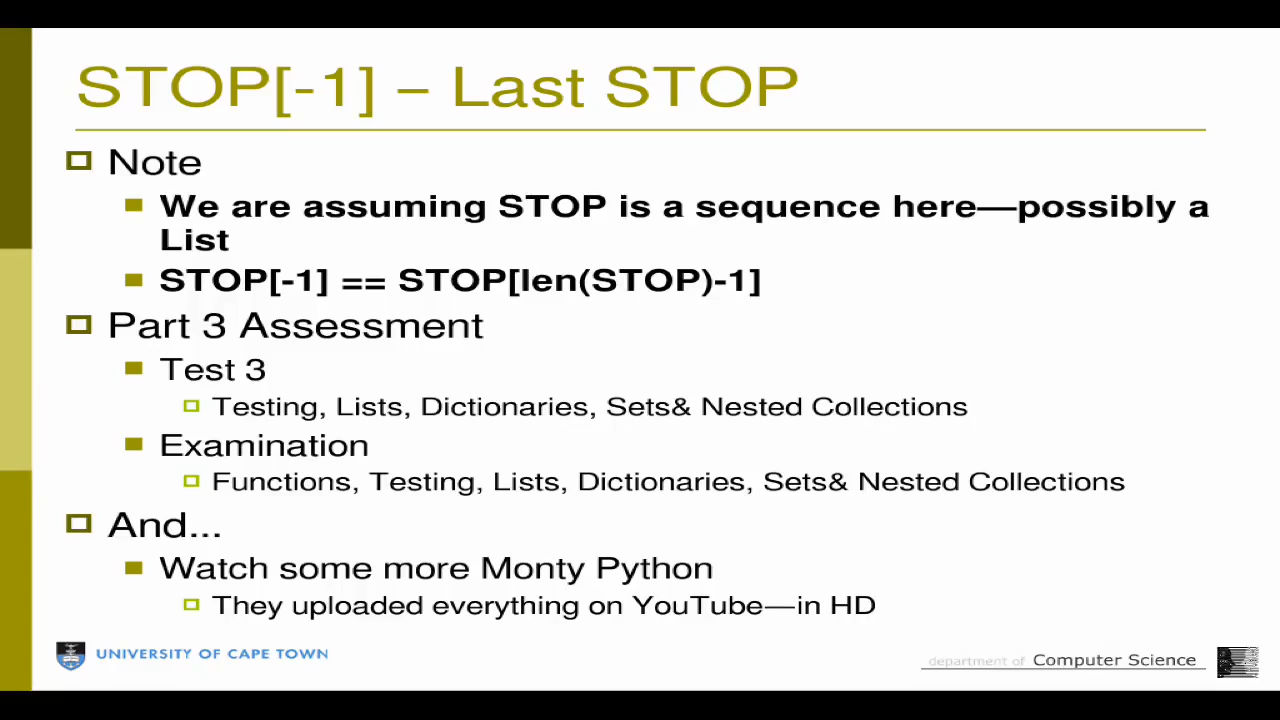 STOP[-1] – Last STOP
Note
We are assuming STOP is a sequence here—possibly a
List
STOP[-1] == STOP[len(STOP)-1]
Part 3 Assessment
Test 3
Testing, Lists, Dictionaries, Sets& Nested Collections
Examination
Functions, Testing, Lists, Dictionaries, Sets& Nested Collections
And...
Watch some more Monty Python
They uploaded everything on YouTube—in HD
UNIVERSITY OF CAPE TOWN
department of Computer Science